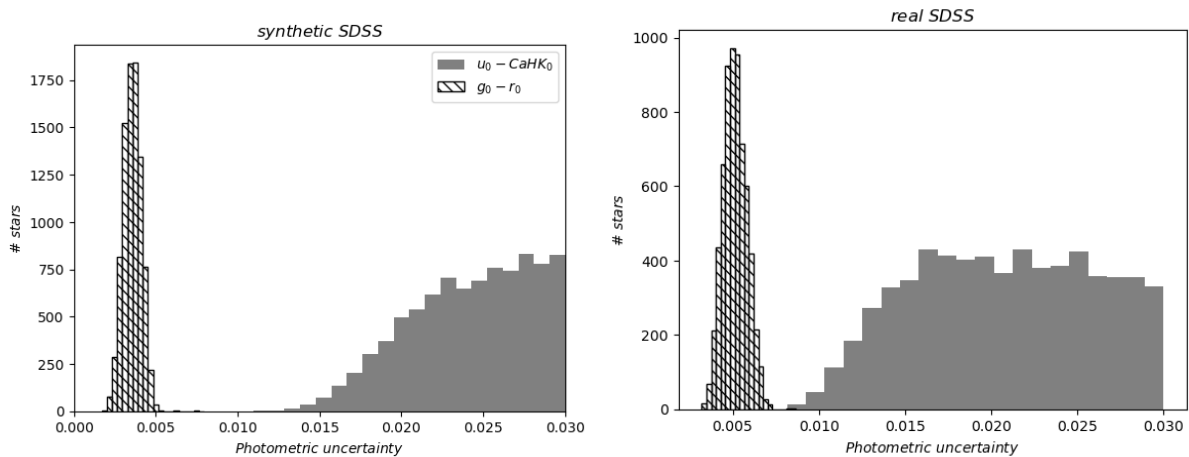 synthetic SDSS
u₀ − CaHK₀
g₀ − r₀
1750
1500
1250
1000
750
500
250
0
# stars
0.000 0.005 0.010 0.015 0.020 0.025 0.030
Photometric uncertainty
real SDSS
1000
800
600
400
200
0
# stars
0.005 0.010 0.015 0.020 0.025 0.030
Photometric uncertainty